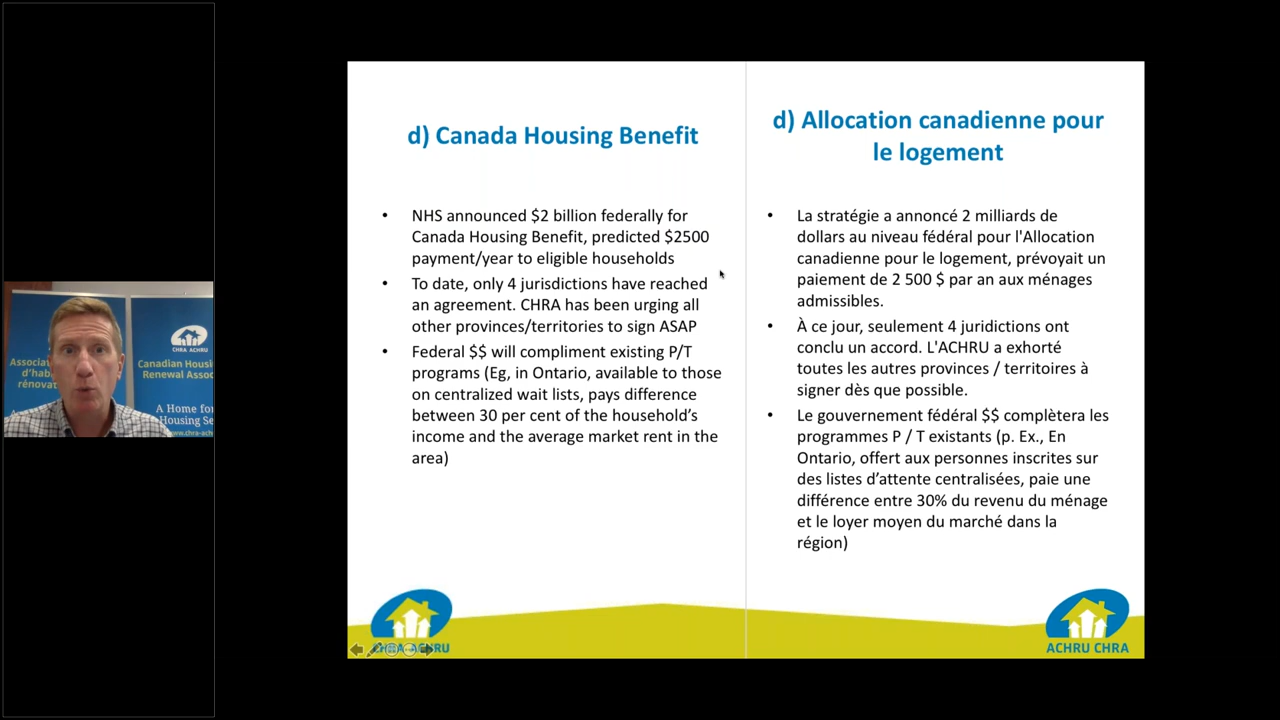 d) Canada Housing Benefit
NHS announced $2 billion federally for
Canada Housing Benefit, predicted $2500
payment/year to eligible households
To date, only 4 jurisdictions have reached
an agreement. CHRA has been urging all
other provinces/territories to sign ASAP
Federal $$ will compliment existing P/T
programs (Eg, in Ontario, available to those
on centralized wait lists, pays difference
between 30 per cent of the household's
income and the average market rent in the
area)
d) Allocation canadienne pour
le logement
La stratégie a annoncé 2 milliards de
dollars au niveau fédéral pour l'Allocation
canadienne pour le logement, prévoyait un
paiement de 2 500 $ par an aux ménages
admissibles.
À ce jour, seulement 4 juridictions ont
conclu un accord. L'ACHRU a exhorté
toutes les autres provinces / territoires à
signer dès que possible.
Le gouvernement fédéral $$ complètera les
programmes P / T existants (p. Ex., En
Ontario, offert aux personnes inscrites sur
des listes d'attente centralisées, paie une
différence entre 30% du revenu du ménage
et le loyer moyen du marché dans la
région)
CHRA ACHRU
ACHRU CHRA
CHRA ACHRU
Associa
d'hab
rénova
Canadian Housi
Renewal Assoc
A Home for
Housing Se